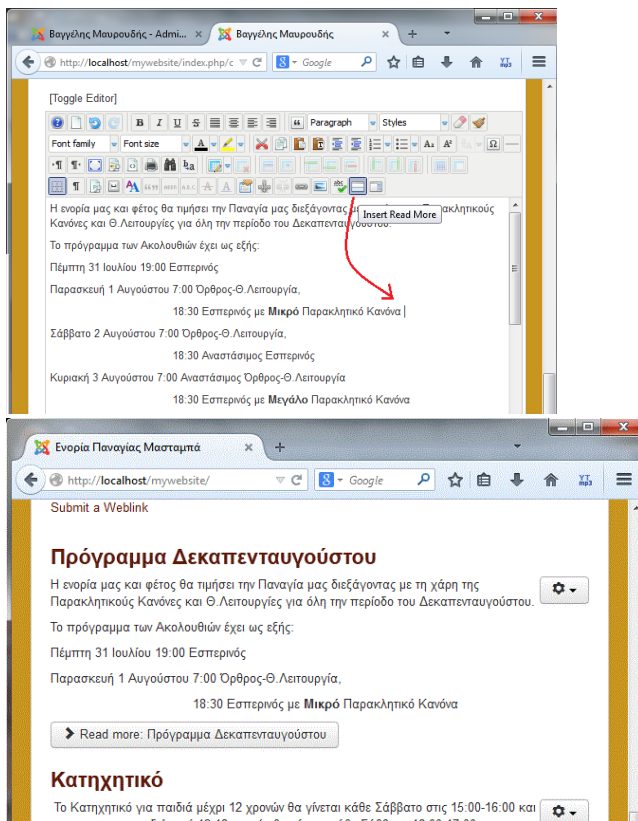 Βαγγέλης Μαυρουδής - Admi...
Βαγγέλης Μαυρουδής
http://localhost/mywebsite/index.php/c
Google
YT
mp3
[Toggle Editor]
B I U S Paragraph Styles
Font family Font size A
Insert Read More
Η ενορία μας και φέτος θα τιμήσει την Παναγία μας διεξάγοντας με
Κανόνες και Θ.Λειτουργίες για όλη την περίοδο του Δεκαπενταυγούστου.
Το πρόγραμμα των Ακολουθιών έχει ως εξής:
Πέμπτη 31 Ιουλίου 19:00 Εσπερινός
Παρασκευή 1 Αυγούστου 7:00 Όρθρος-Θ.Λειτουργία,
18:30 Εσπερινός με Μικρό Παρακλητικό Κανόνα
Σάββατο 2 Αυγούστου 7:00 Όρθρος-Θ.Λειτουργία,
18:30 Αναστάσιμος Εσπερινός
Κυριακή 3 Αυγούστου 7:00 Αναστάσιμος Όρθρος-Θ.Λειτουργία
18:30 Εσπερινός με Μεγάλο Παρακλητικό Κανόνα
Ενορία Παναγίας Μασταμπά
http://localhost/mywebsite/
Google
YT
mp3
Submit a Weblink
Πρόγραμμα Δεκαπενταυγούστου
Η ενορία μας και φέτος θα τιμήσει την Παναγία μας διεξάγοντας με τη χάρη της
Παρακλητικούς Κανόνες και Θ.Λειτουργίες για όλη την περίοδο του Δεκαπενταυγούστου.
Το πρόγραμμα των Ακολουθιών έχει ως εξής:
Πέμπτη 31 Ιουλίου 19:00 Εσπερινός
Παρασκευή 1 Αυγούστου 7:00 Όρθρος-Θ.Λειτουργία,
18:30 Εσπερινός με Μικρό Παρακλητικό Κανόνα
Read more: Πρόγραμμα Δεκαπενταυγούστου
Κατηχητικό
Το Κατηχητικό για παιδιά μέχρι 12 χρονών θα γίνεται κάθε Σάββατο στις 15:00-16:00 και